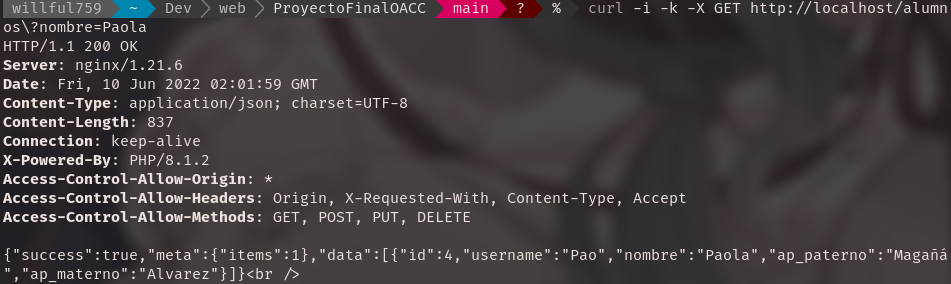 willful759 ~ Dev web ProyectoFinalOACC main ? % curl -i -k -X GET http://localhost/alumn
os\?nombre=Paola
HTTP/1.1 200 OK
Server: nginx/1.21.6
Date: Fri, 10 Jun 2022 02:01:59 GMT
Content-Type: application/json; charset=UTF-8
Content-Length: 837
Connection: keep-alive
X-Powered-By: PHP/8.1.2
Access-Control-Allow-Origin: *
Access-Control-Allow-Headers: Origin, X-Requested-With, Content-Type, Accept
Access-Control-Allow-Methods: GET, POST, PUT, DELETE
{"success":true,"meta":{"items":1},"data":[{"id":4,"username":"Pao","nombre":"Paola","ap_paterno":"Magañá
","ap_materno":"Alvarez"}]}<br />